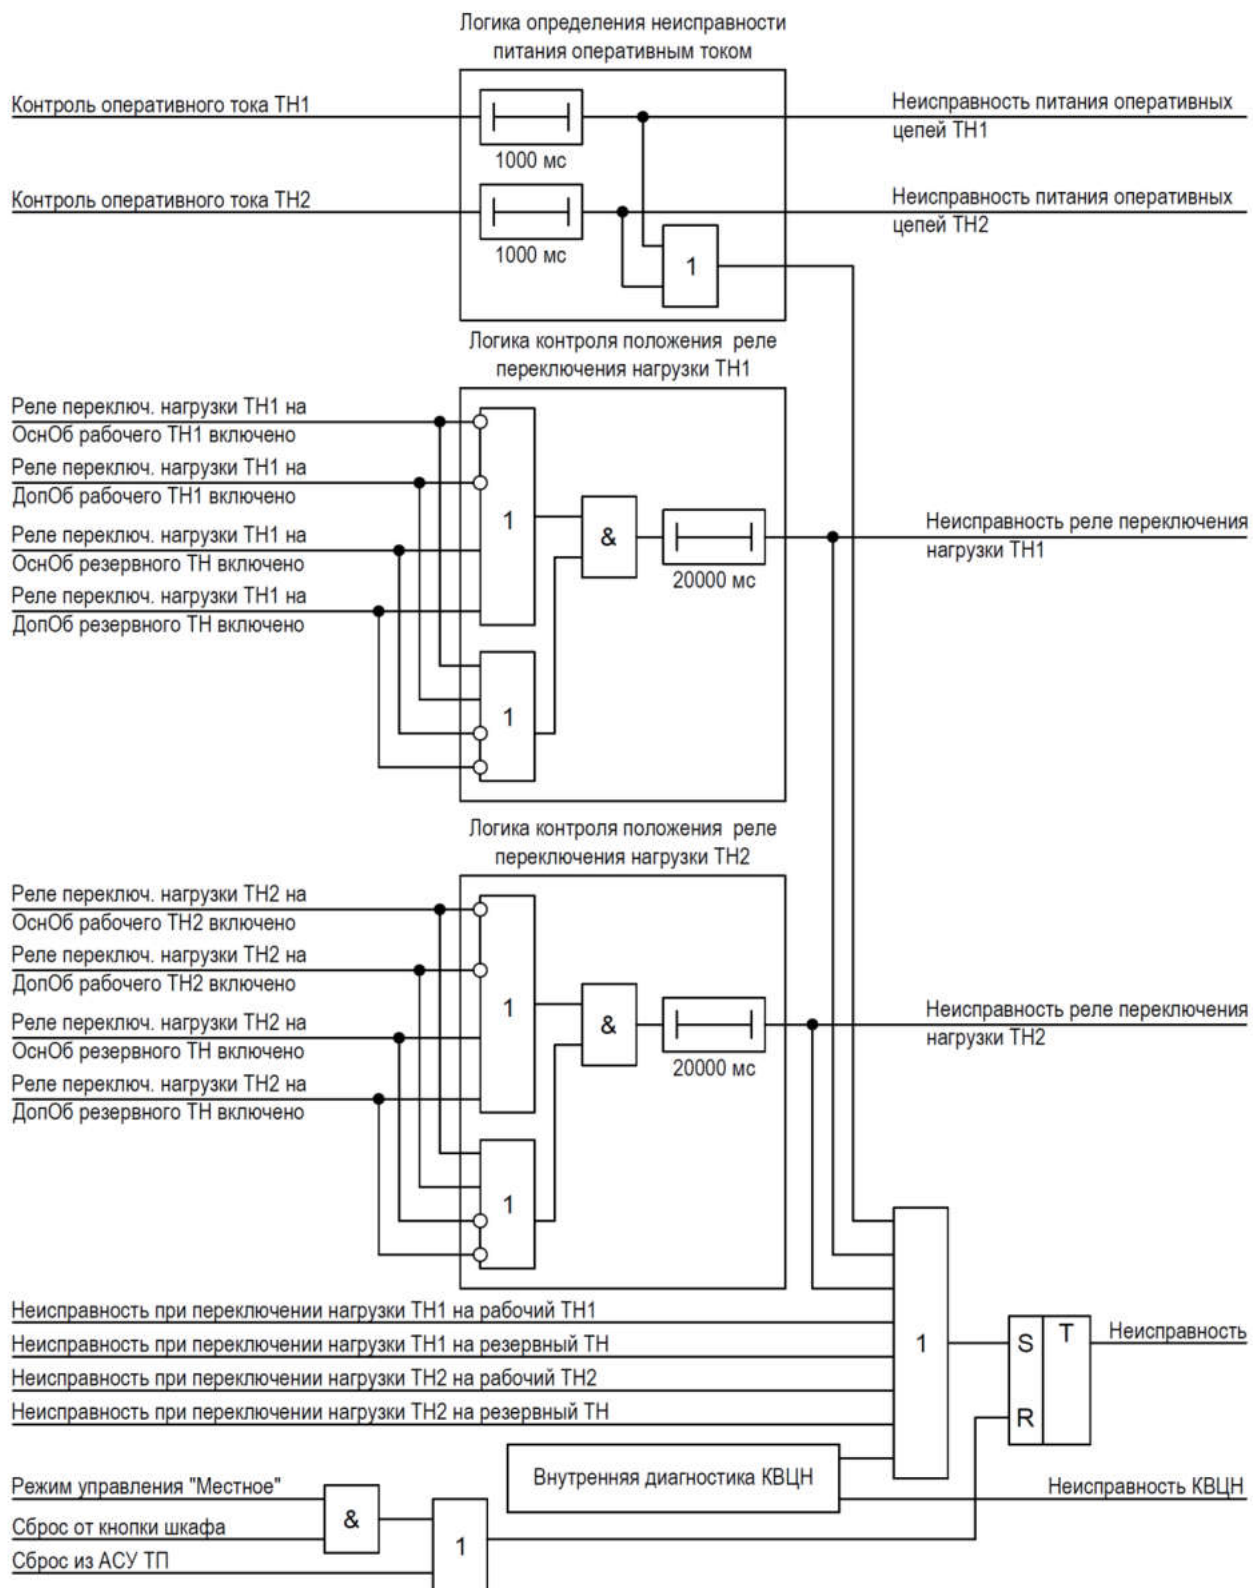 Логика определения неисправности
питания оперативным током
Контроль оперативного тока ТН1
1000 мс
Неисправность питания оперативных
цепей ТН1
Контроль оперативного тока ТН2
1000 мс
Неисправность питания оперативных
цепей ТН2
1
Логика контроля положения реле
переключения нагрузки ТН1
Реле переключ. нагрузки ТН1 на
ОснОб рабочего ТН1 включено
Реле переключ. нагрузки ТН1 на
ДопОб рабочего ТН1 включено
Реле переключ. нагрузки ТН1 на
ОснОб резервного ТН включено
Реле переключ. нагрузки ТН1 на
ДопОб резервного ТН включено
1
&
20000 мс
1
Неисправность реле переключения
нагрузки ТН1
Логика контроля положения реле
переключения нагрузки ТН2
Реле переключ. нагрузки ТН2 на
ОснОб рабочего ТН2 включено
Реле переключ. нагрузки ТН2 на
ДопОб рабочего ТН2 включено
Реле переключ. нагрузки ТН2 на
ОснОб резервного ТН включено
Реле переключ. нагрузки ТН2 на
ДопОб резервного ТН включено
1
&
20000 мс
1
Неисправность реле переключения
нагрузки ТН2
Неисправность при переключении нагрузки ТН1 на рабочий ТН1
Неисправность при переключении нагрузки ТН1 на резервный ТН
Неисправность при переключении нагрузки ТН2 на рабочий ТН2
Неисправность при переключении нагрузки ТН2 на резервный ТН
1
S
T
R
Неисправность
Внутренняя диагностика КВЦН
Неисправность КВЦН
Режим управления "Местное"
Сброс от кнопки шкафа
Сброс из АСУ ТП
&
1